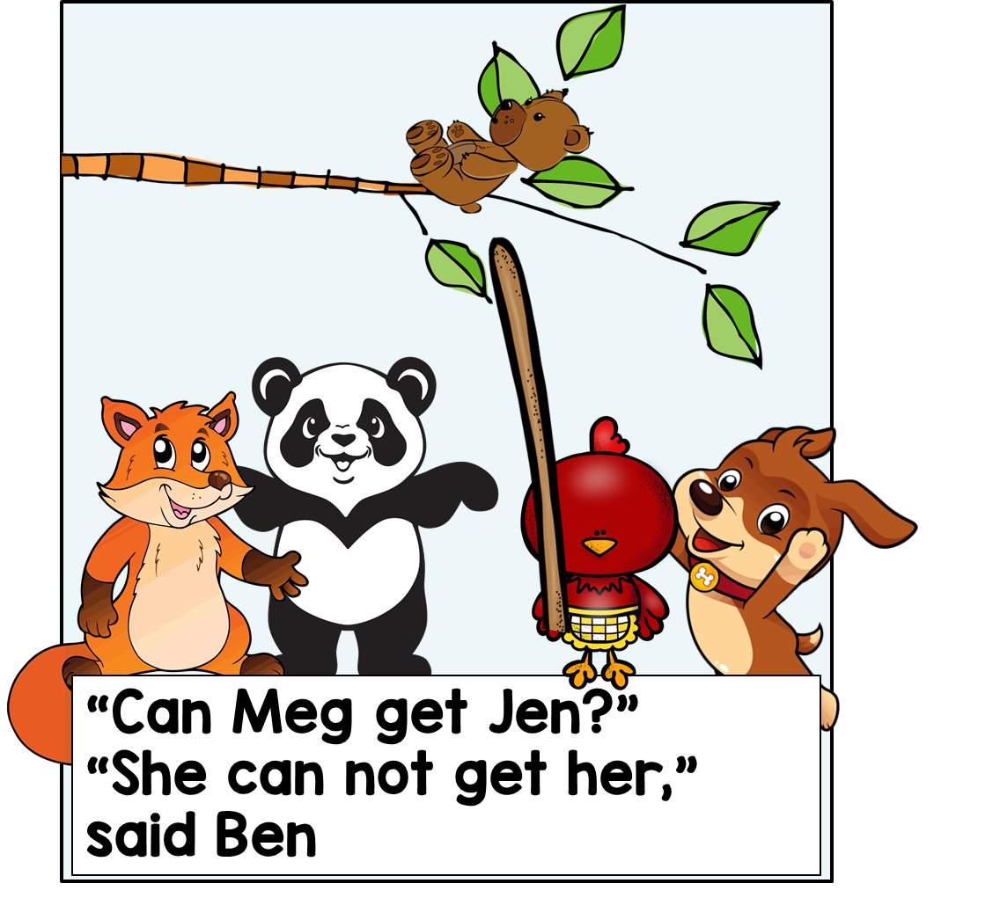 “Can Meg get Jen?”
“She can not get her,”
said Ben